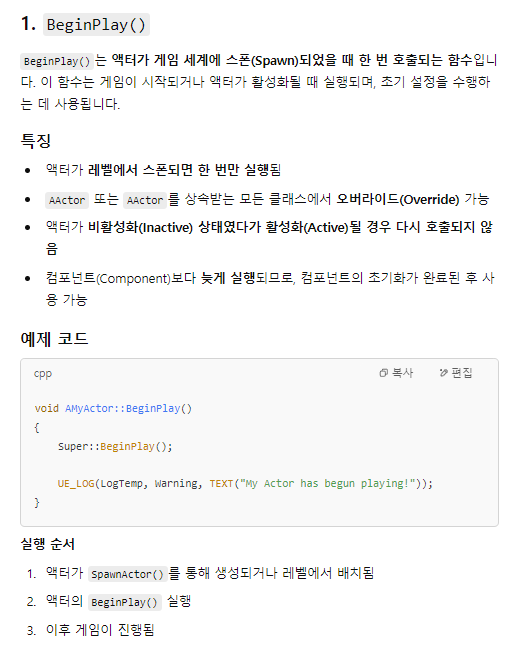 1. BeginPlay()
BeginPlay() 는 액터가 게임 세계에 스폰(Spawn)되었을 때 한 번 호출되는 함수입니
다. 이 함수는 게임이 시작되거나 액터가 활성화될 때 실행되며, 초기 설정을 수행하
는 데 사용됩니다.
특징
• 액터가 레벨에서 스폰되면 한 번만 실행됨
• AActor 또는 AActor 를 상속받는 모든 클래스에서 오버라이드(Override) 가능
• 액터가 비활성화(Inactive) 상태였다가 활성화(Active)될 경우 다시 호출되지 않
음
• 컴포넌트(Component)보다 늦게 실행되므로, 컴포넌트의 초기화가 완료된 후 사
용 가능
예제 코드
cpp 복사 편집
void AMyActor::BeginPlay()
{
    Super::BeginPlay();
    UE_LOG(LogTemp, Warning, TEXT("My Actor has begun playing!"));
}
실행 순서
1. 액터가 SpawnActor() 를 통해 생성되거나 레벨에서 배치됨
2. 액터의 BeginPlay() 실행
3. 이후 게임이 진행됨